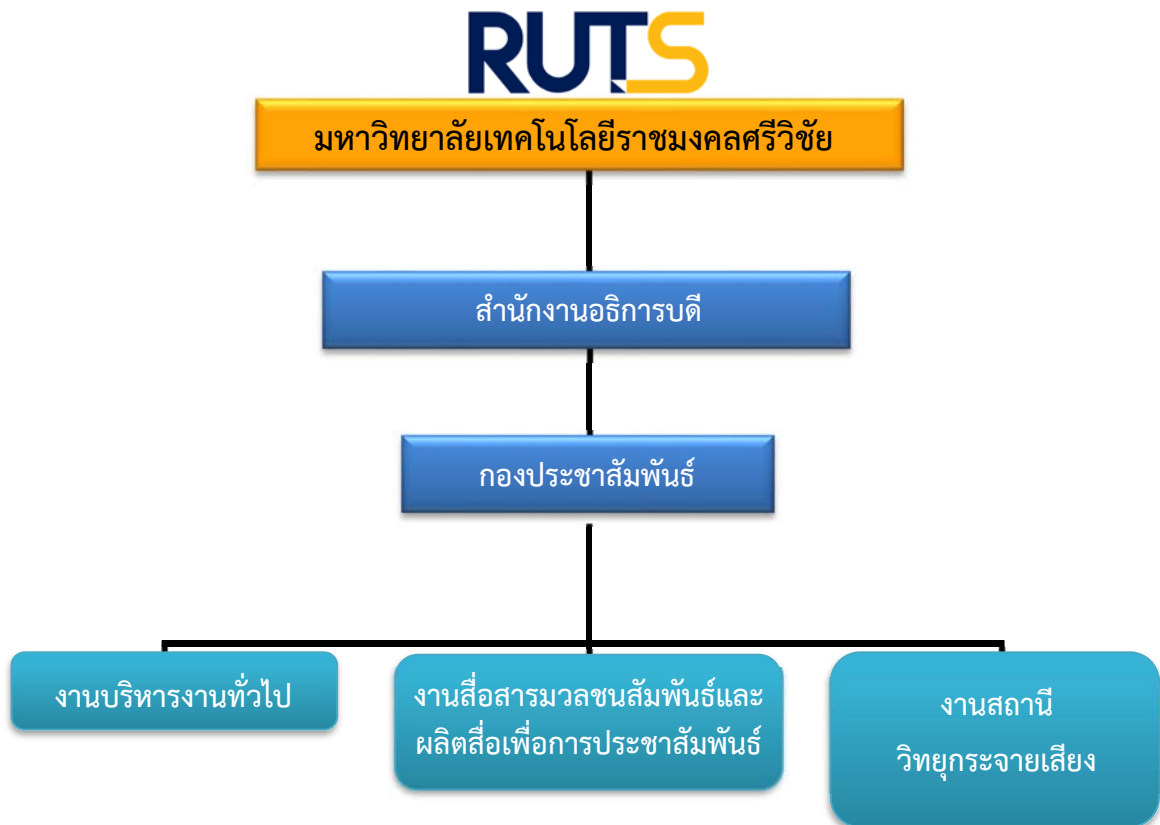 RUTS
มหาวิทยาลัยเทคโนโลยีราชมงคลศรีวิชัย
สำนักงานอธิการบดี
กองประชาสัมพันธ์
งานบริหารงานทั่วไป
งานสื่อสารมวลชนสัมพันธ์และ
ผลิตสื่อเพื่อการประชาสัมพันธ์
งานสถานี
วิทยุกระจายเสียง